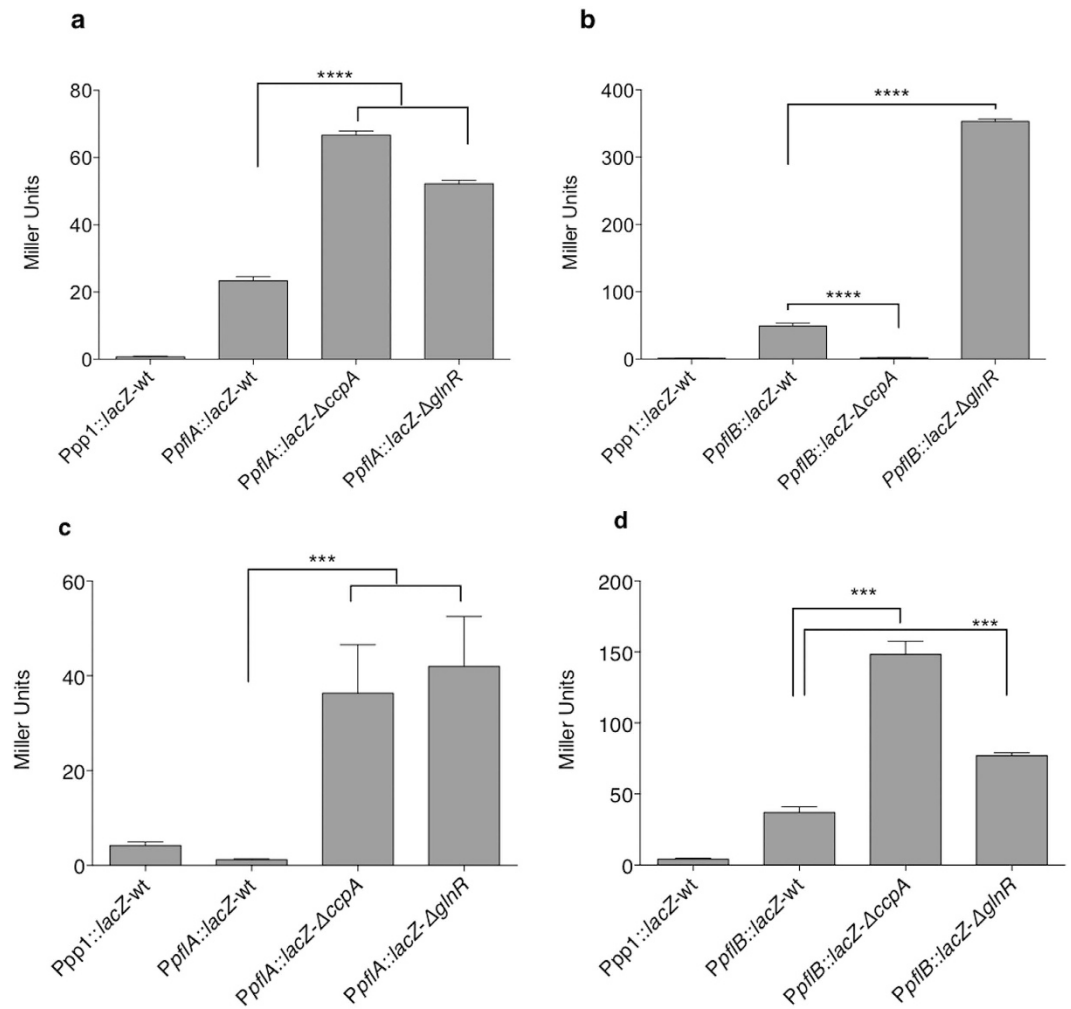 a
****
80
60
40
20
0
Miller Units
Ppp1::lacZ-wt
PpflA::lacZ-wt
PpflA::lacZ-ΔccpA
PpflA::lacZ-ΔglnR
b
****
****
400
300
200
100
0
Miller Units
Ppp1::lacZ-wt
PpflB::lacZ-wt
PpflB::lacZ-ΔccpA
PpflB::lacZ-ΔglnR
c
***
60
40
20
0
Miller Units
Ppp1::lacZ-wt
PpflA::lacZ-wt
PpflA::lacZ-ΔccpA
PpflA::lacZ-ΔglnR
d
***
***
200
150
100
50
0
Miller Units
Ppp1::lacZ-wt
PpflB::lacZ-wt
PpflB::lacZ-ΔccpA
PpflB::lacZ-ΔglnR